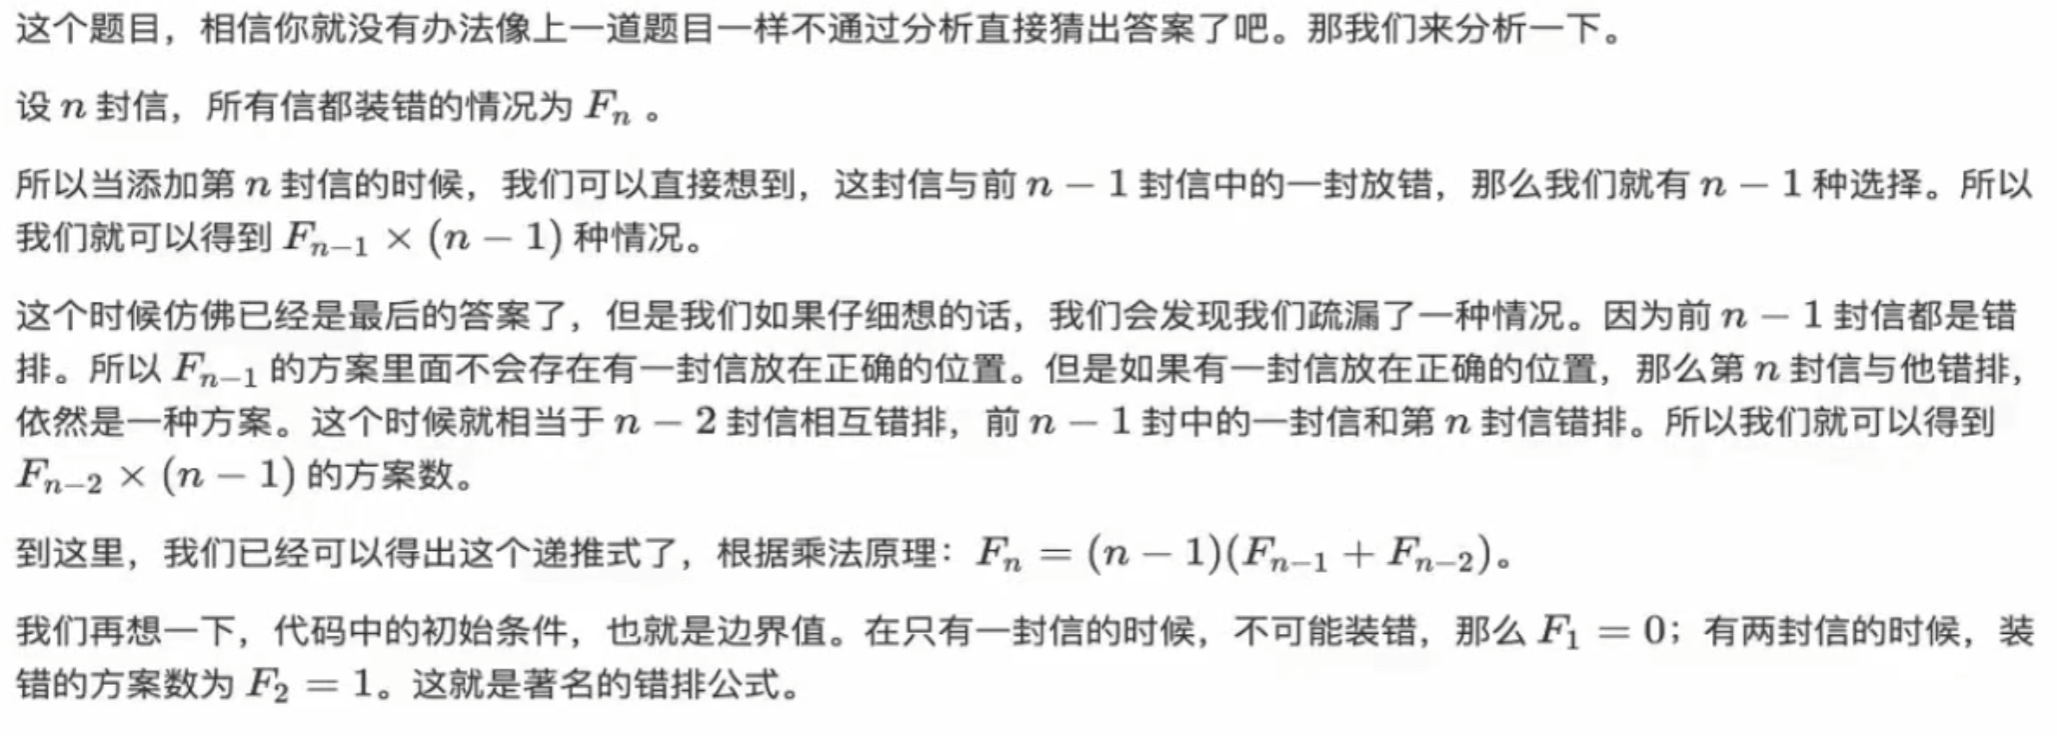 这个题目，相信你就没有办法像上一道题目一样不通过分析直接猜出答案了吧。那我们来分析一下。
设 n 封信，所有信都装错的情况为 Fₙ 。
所以当添加第 n 封信的时候，我们可以直接想到，这封信与前 n − 1 封信中的一封放错，那么我们就有 n − 1 种选择。所以
我们就可以得到 Fₙ₋₁ × (n − 1) 种情况。
这个时候仿佛已经是最后的答案了，但是我们如果仔细想的话，我们会发现我们疏漏了一种情况。因为前 n − 1 封信都是错
排。所以 Fₙ₋₁ 的方案里面不会存在有一封信放在正确的位置。但是如果有一封信放在正确的位置，那么第 n 封信与他错排，
依然是一种方案。这个时候就相当于 n − 2 封信相互错排，前 n − 1 封中的一封信和第 n 封信错排。所以我们就可以得到
Fₙ₋₂ × (n − 1) 的方案数。
到这里，我们已经可以得出这个递推式了，根据乘法原理：Fₙ = (n − 1)(Fₙ₋₁ + Fₙ₋₂)。
我们再想一下，代码中的初始条件，也就是边界值。在只有一封信的时候，不可能装错，那么 F₁ = 0；有两封信的时候，装
错的方案数为 F₂ = 1。这就是著名的错排公式。